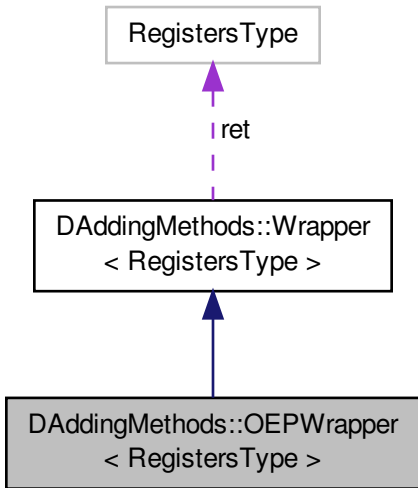 RegistersType
ret
DAddingMethods::Wrapper
< RegistersType >
DAddingMethods::OEPWrapper
< RegistersType >